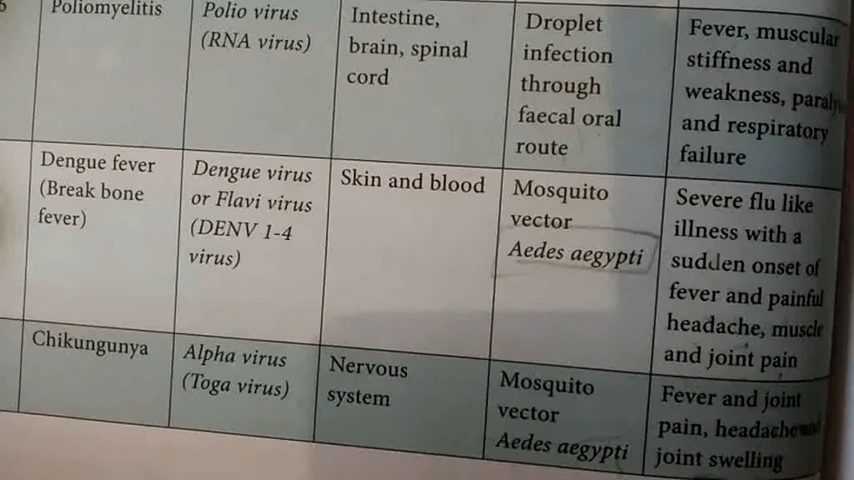 Poliomyelitis
Polio virus
(RNA virus)
Intestine,
brain, spinal
cord
Droplet
infection
through
faecal oral
route
Fever, muscular
stiffness and
weakness,
and respiratory
failure
Dengue fever
(Break bone
fever)
Dengue virus
or Flavi virus
(DENV 1-4
virus)
Skin and blood
Mosquito
vector
Aedes aegypti
Severe flu like
illness with a
sudden onset of
fever and painful
headache, muscle
and joint pain
Chikungunya
Alpha virus
(Toga virus)
Nervous
system
Mosquito
vector
Aedes aegypti
Fever and joint
pain, headache
joint swelling